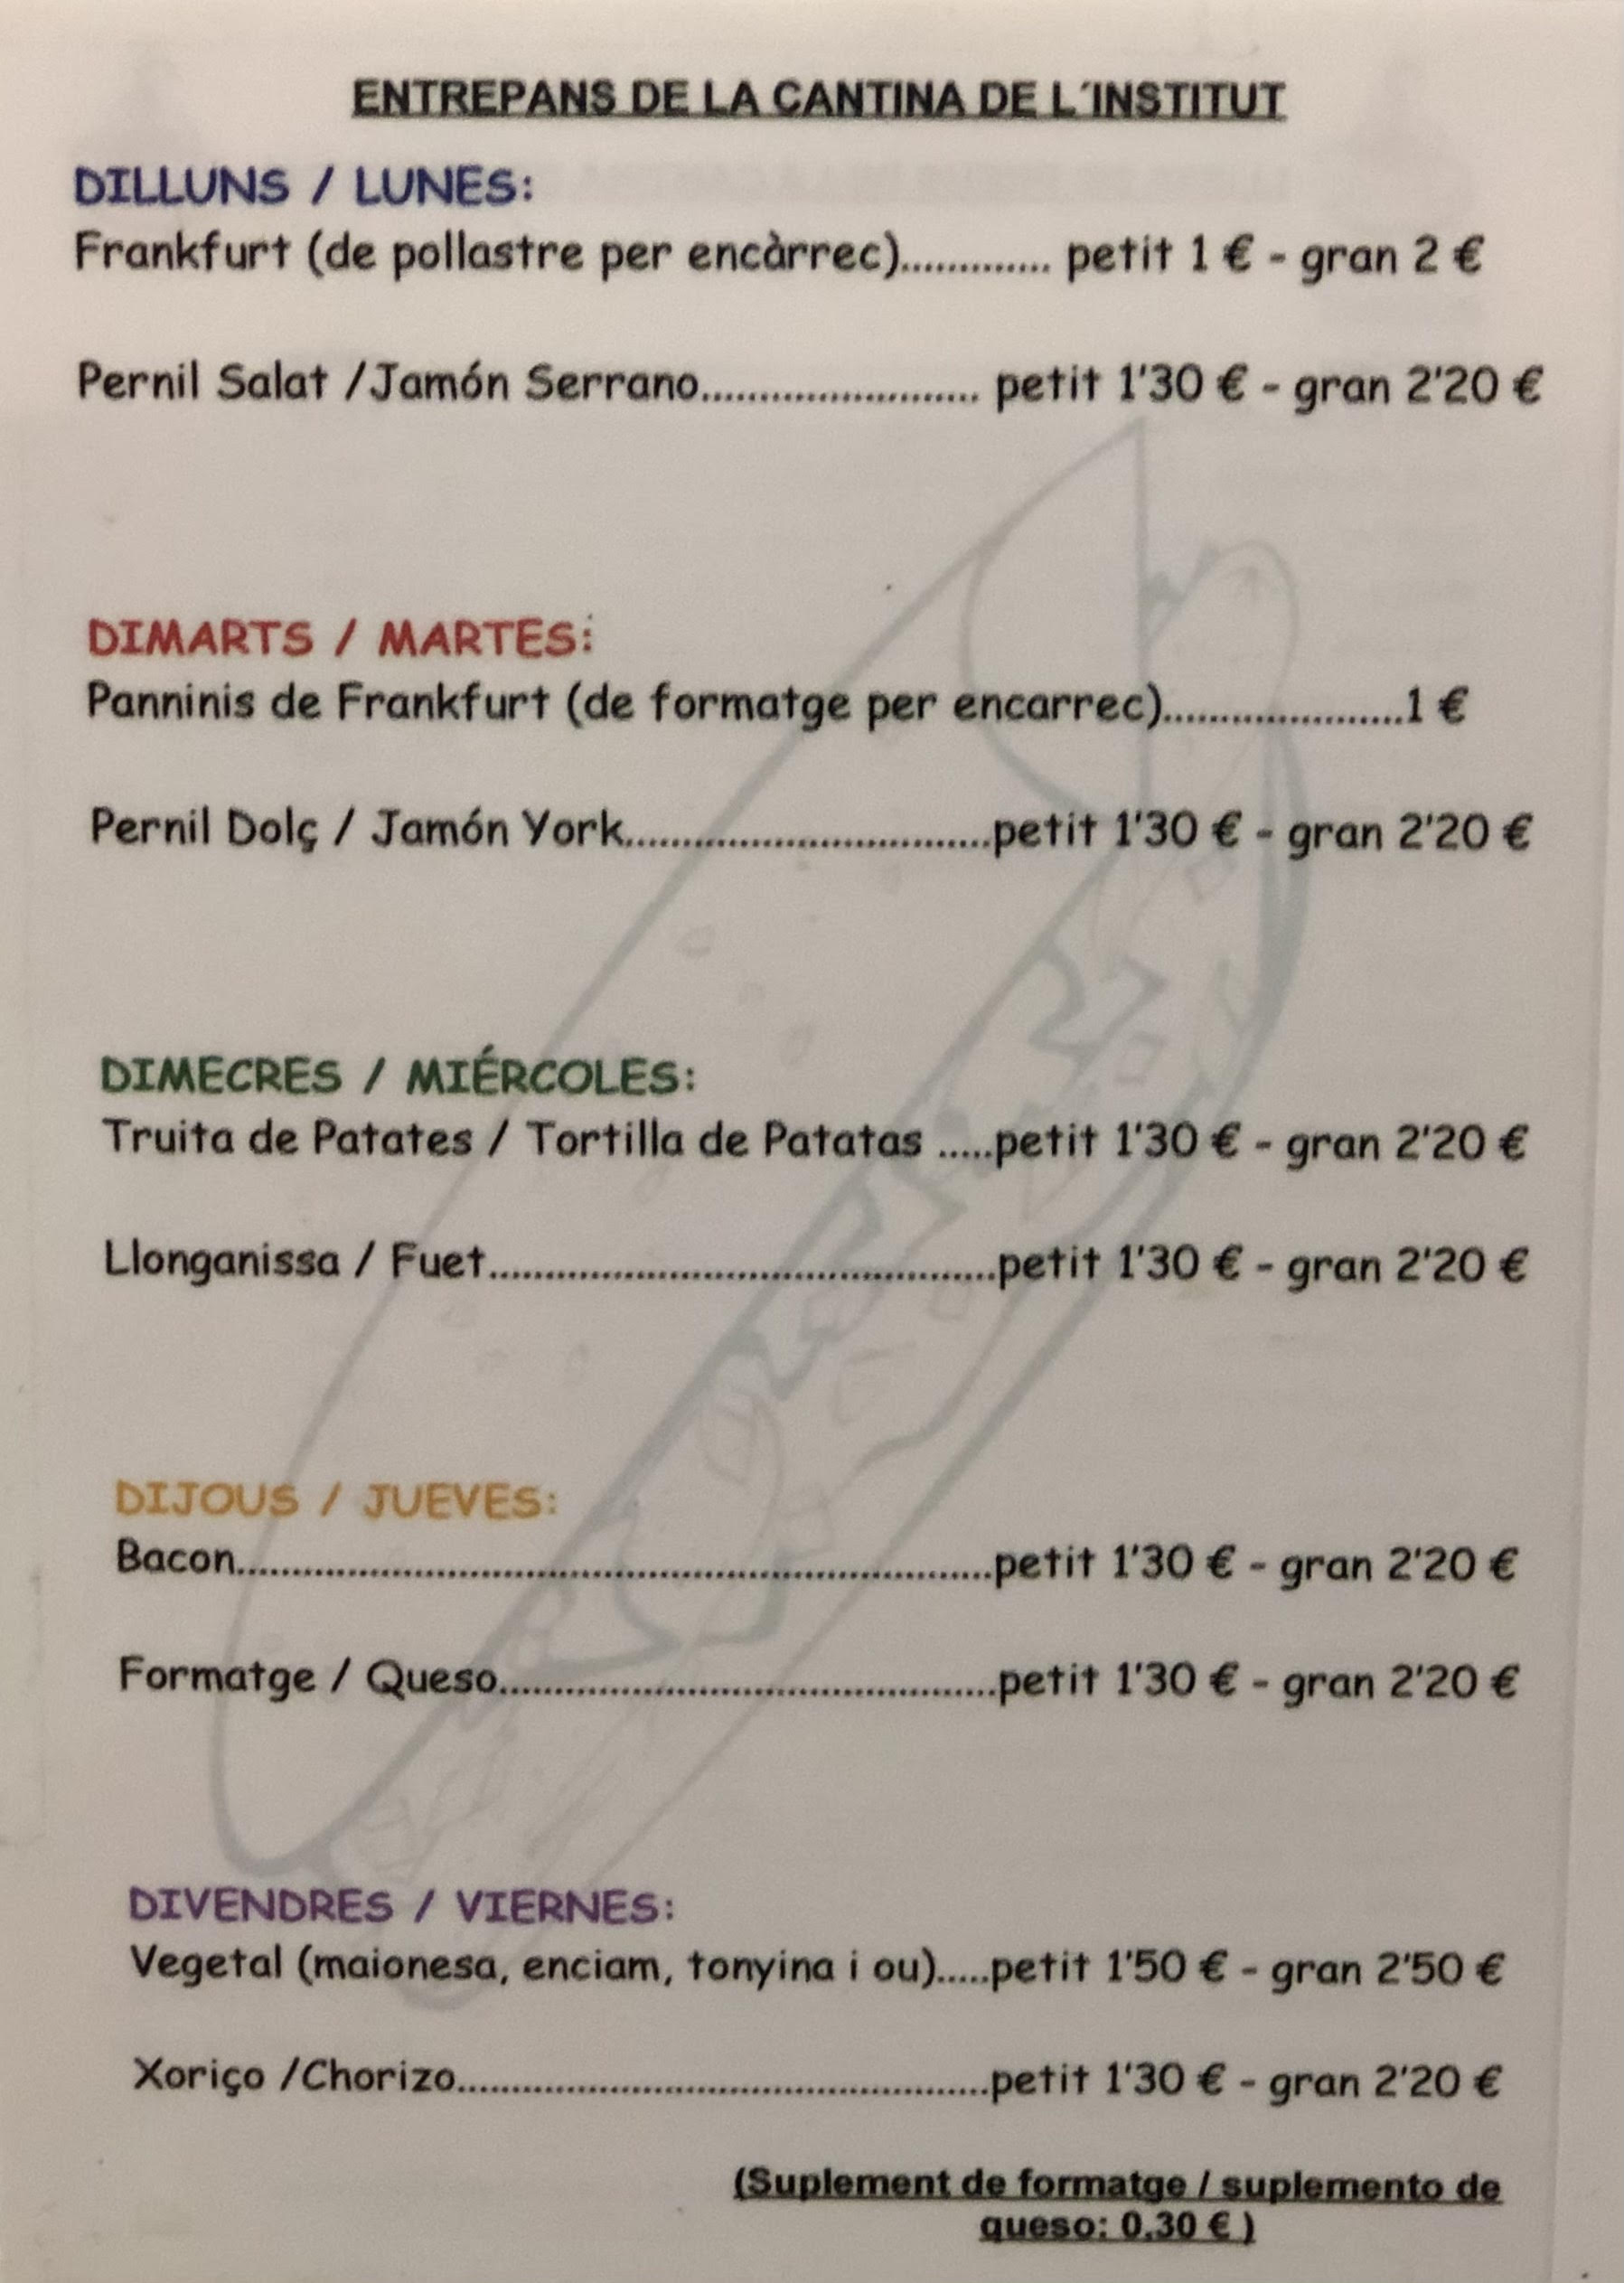 ENTREPANS DE LA CANTINA DE L´INSTITUT
DILLUNS / LUNES:
Frankfurt (de pollastre per encàrrec)............. petit 1 € - gran 2 €
Pernil Salat /Jamón Serrano........................ petit 1'30 € - gran 2'20 €
DIMARTS / MARTES:
Panninis de Frankfurt (de formatge per encarrec).....................1 €
Pernil Dolç / Jamón York................................petit 1'30 € - gran 2'20 €
DIMECRES / MIÉRCOLES:
Truita de Patates / Tortilla de Patatas .....petit 1'30 € - gran 2'20 €
Llonganissa / Fuet.............................................petit 1'30 € - gran 2'20 €
DIJOUS / JUEVES:
Bacon..................................................................petit 1'30 € - gran 2'20 €
Formatge / Queso............................................petit 1'30 € - gran 2'20 €
DIVENDRES / VIERNES:
Vegetal (maionesa, enciam, tonyina i ou).....petit 1'50 € - gran 2'50 €
Xoriço /Chorizo...............................................petit 1'30 € - gran 2'20 €
(Suplement de formatge / suplemento de
queso: 0.30 € )